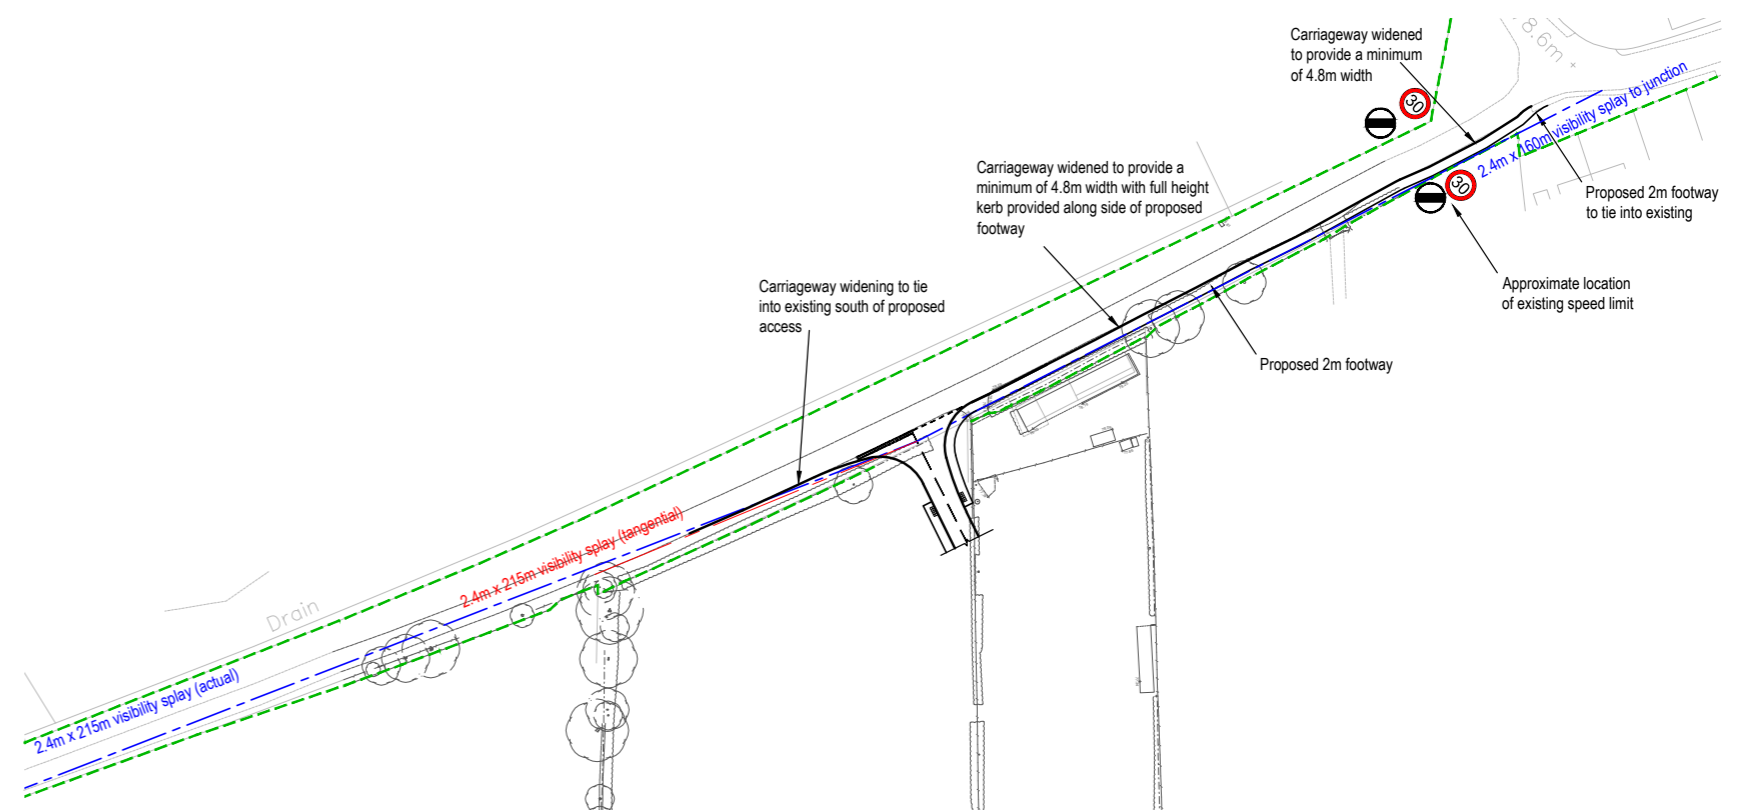 Carriageway widened
to provide a minimum
of 4.8m width
8.6m
30
2.4m x 160m visibility splay to junction
Carriageway widened to provide a
minimum of 4.8m width with full height
kerb provided along side of proposed
footway
30
Proposed 2m footway
to tie into existing
Carriageway widening to tie
into existing south of proposed
access
Approximate location
of existing speed limit
Proposed 2m footway
2.4m x 215m visibility splay (tangential)
Drain
2.4m x 215m visibility splay (actual)